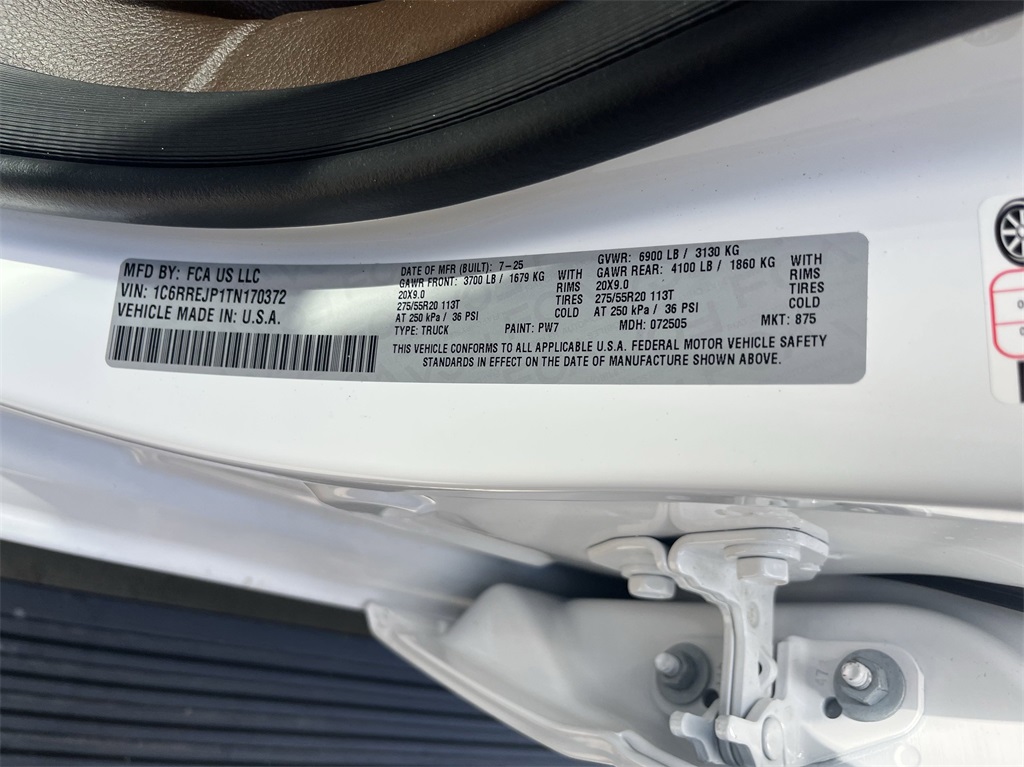 MFD BY: FCA US LLC
VIN: 1C6RREJP1TN170372
VEHICLE MADE IN: U.S.A.
DATE OF MFR (BUILT): 7-25
GAWR FRONT: 3700 LB / 1679 KG WITH
20X9.0 RIMS
275/55R20 113T TIRES
AT 250 kPa / 36 PSI COLD
TYPE: TRUCK PAINT: PW7
GVWR: 6900 LB / 3130 KG
GAWR REAR: 4100 LB / 1860 KG WITH
20X9.0 RIMS
275/55R20 113T TIRES
AT 250 kPa / 36 PSI COLD
MDH: 072505 MKT: 875
THIS VEHICLE CONFORMS TO ALL APPLICABLE U.S.A. FEDERAL MOTOR VEHICLE SAFETY
STANDARDS IN EFFECT ON THE DATE OF MANUFACTURE SHOWN ABOVE.
47